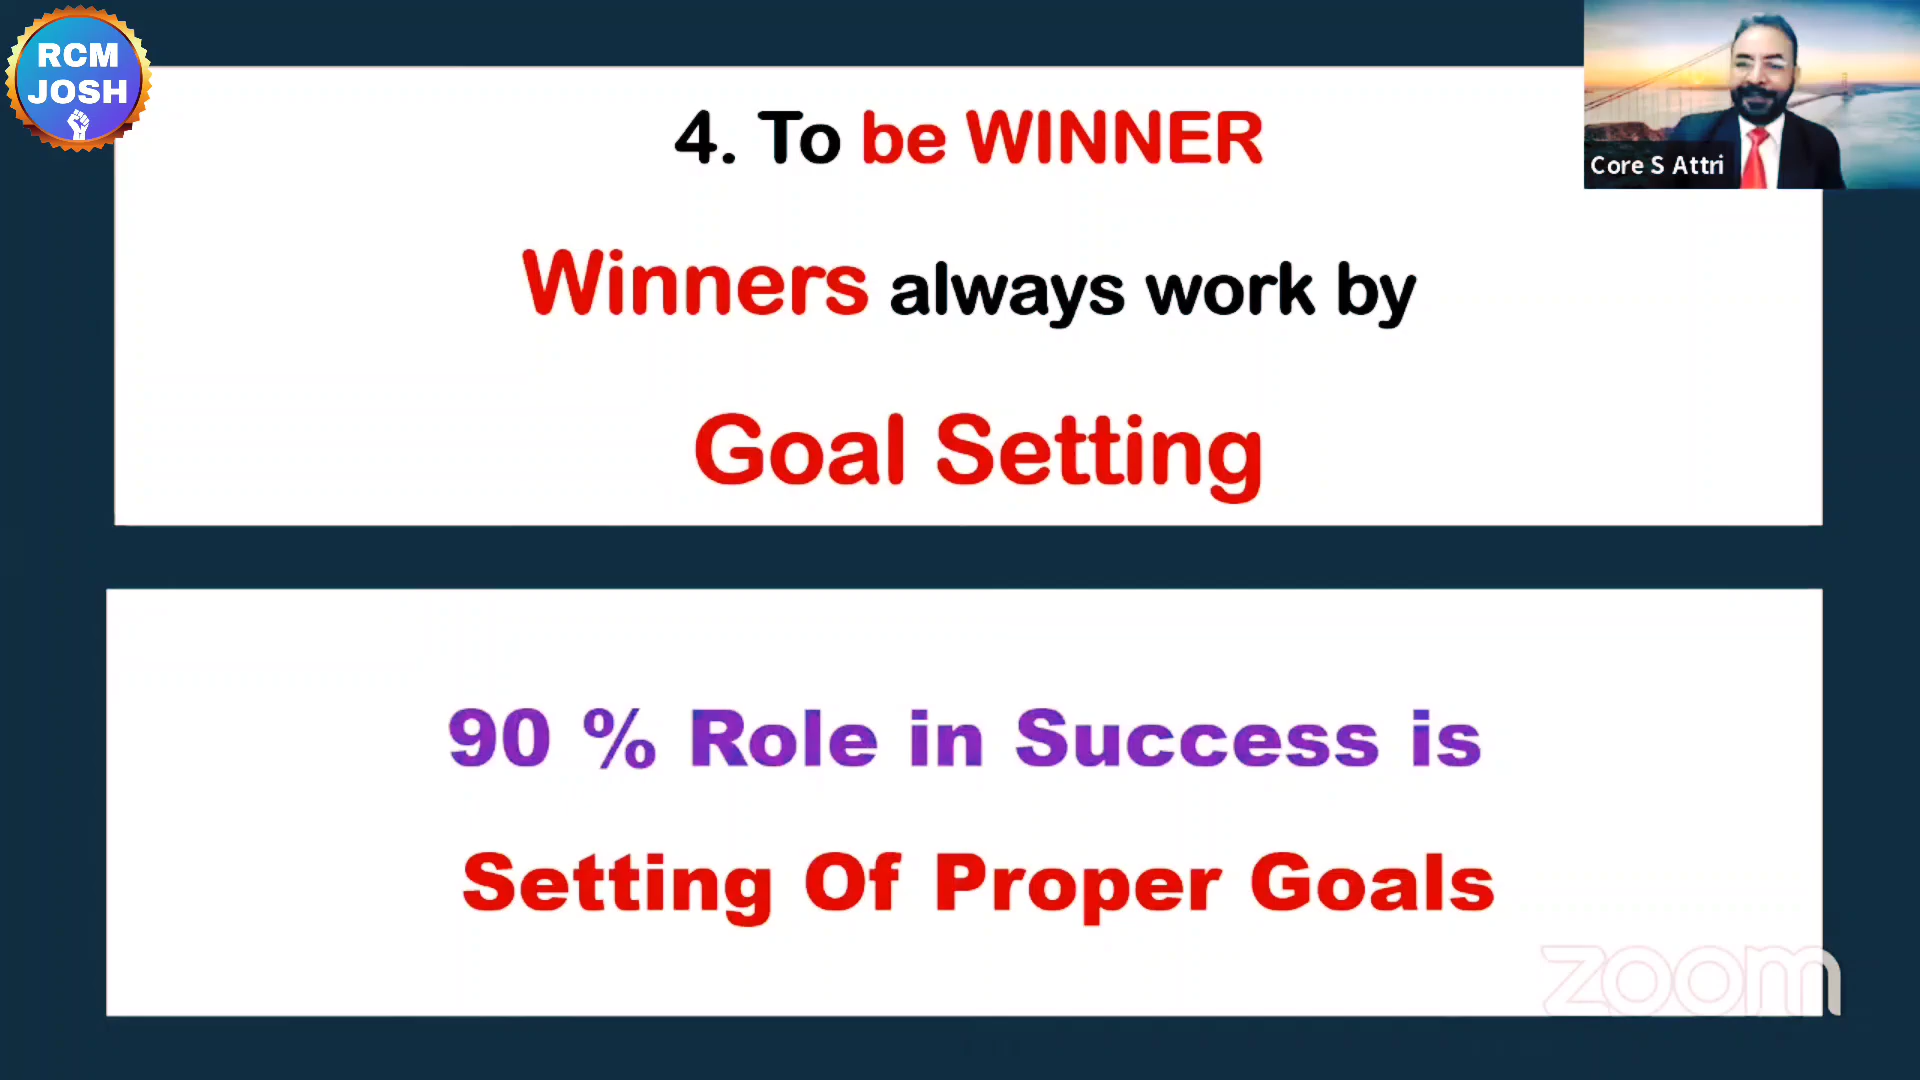 RCM
JOSH
Core S Attri
4. To be WINNER
Winners always work by
Goal Setting
90 % Role in Success is
Setting Of Proper Goals
zoom